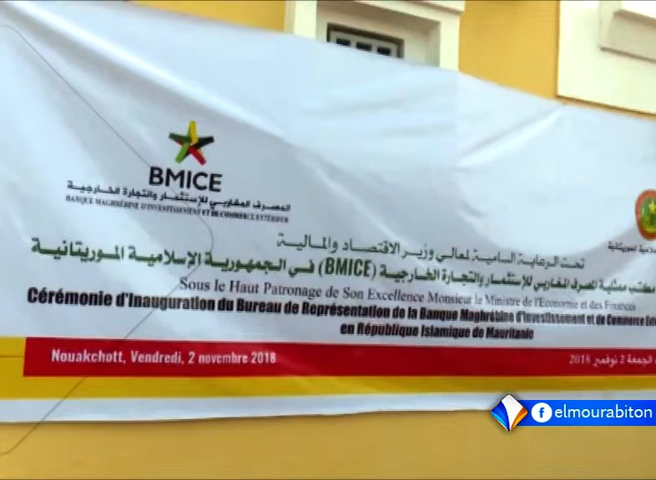 BMICE
المصرف المغاربي للإستثمار والتجارة الخارجية
BANQUE MAGHRÉBINE D'INVESTISSEMENT ET DE COMMERCE EXTÉRIEUR
تحت الرعاية السامية لمعالي وزير الاقتصاد والمالية
مكتب ممثلية المصرف المغاربي للإستثمار والتجارة الخارجية (BMICE) في الجمهورية الإسلامية الموريتانية
Sous le Haut Patronage de Son Excellence Monsieur le Ministre de l'Economie et des Finances
Cérémonie d'Inauguration du Bureau de Représentation de la Banque Maghrébine d'Investissement et de Commerce
en République Islamique de Mauritanie
Nouakchott, Vendredi, 2 novembre 2018
الجمعة 2 نوفمبر 2018
elmourabiton